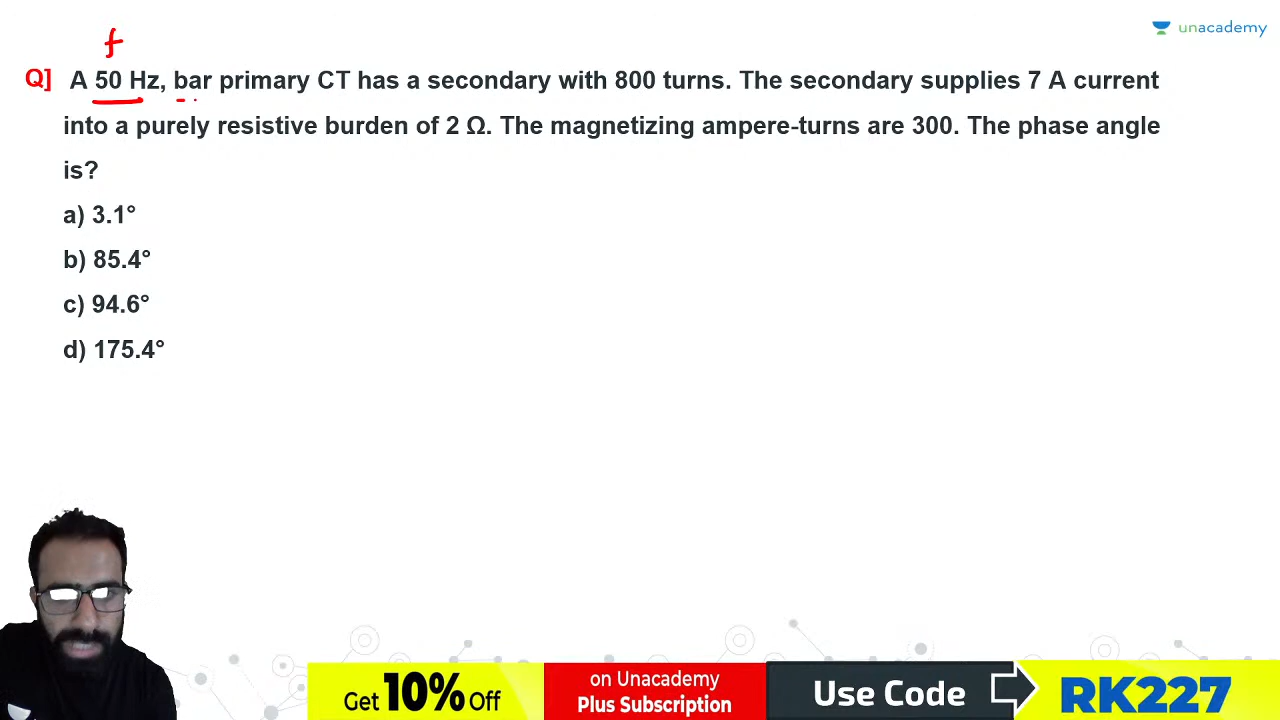 f
unacademy
Q] A 50 Hz, bar primary CT has a secondary with 800 turns. The secondary supplies 7 A current
into a purely resistive burden of 2 Ω. The magnetizing ampere-turns are 300. The phase angle
is?
a) 3.1°
b) 85.4°
c) 94.6°
d) 175.4°
Get 10% Off
on Unacademy
Plus Subscription
Use Code
RK227